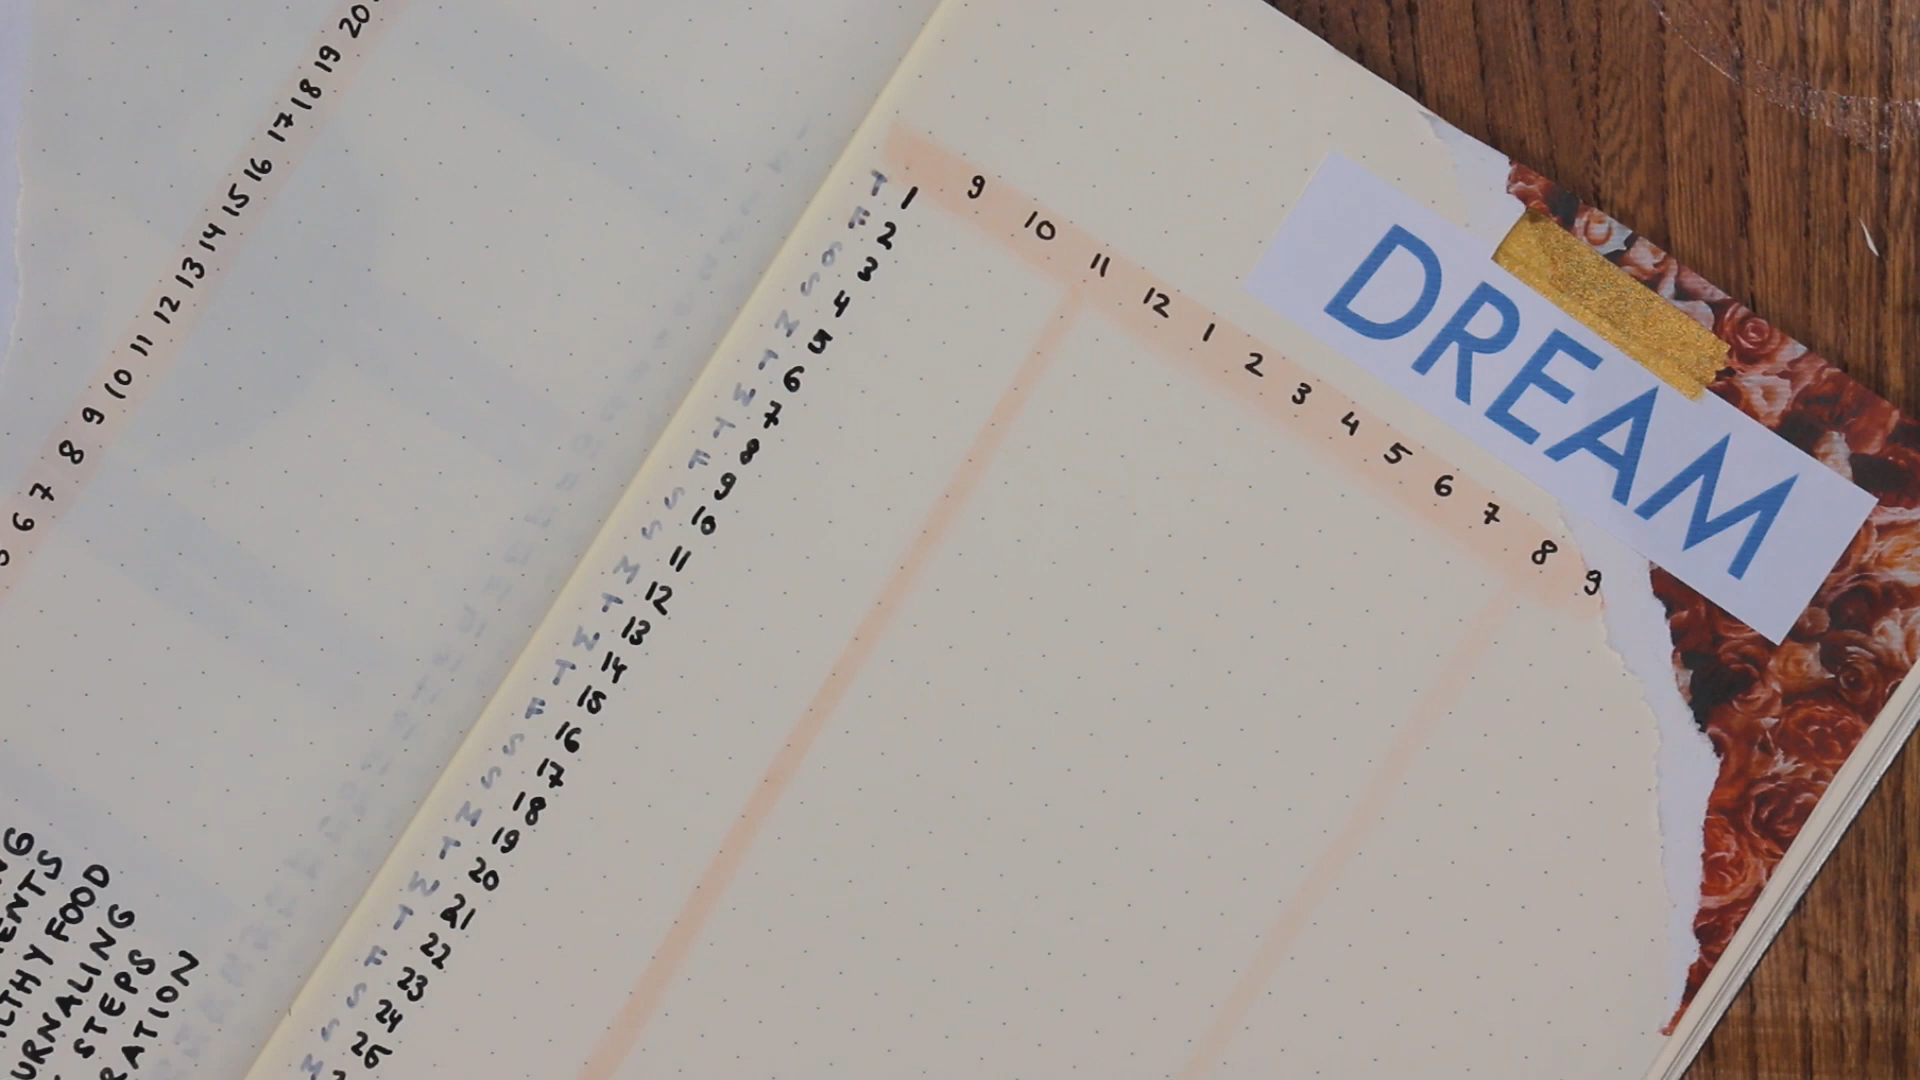 6 7 8 9 10 11 12 13 14 15 16 17 18 19 20
FOOD
STEPS
DREAM
9 10 11 12 1 2 3 4 5 6 7 8 9
T 1
F 2
S 3
S 4
M 5
T 6
W 7
T 8
F 9
S 10
S 11
M 12
T 13
W 14
T 15
F 16
S 17
S 18
M 19
T 20
W 21
T 22
F 23
S 24
S 25
M